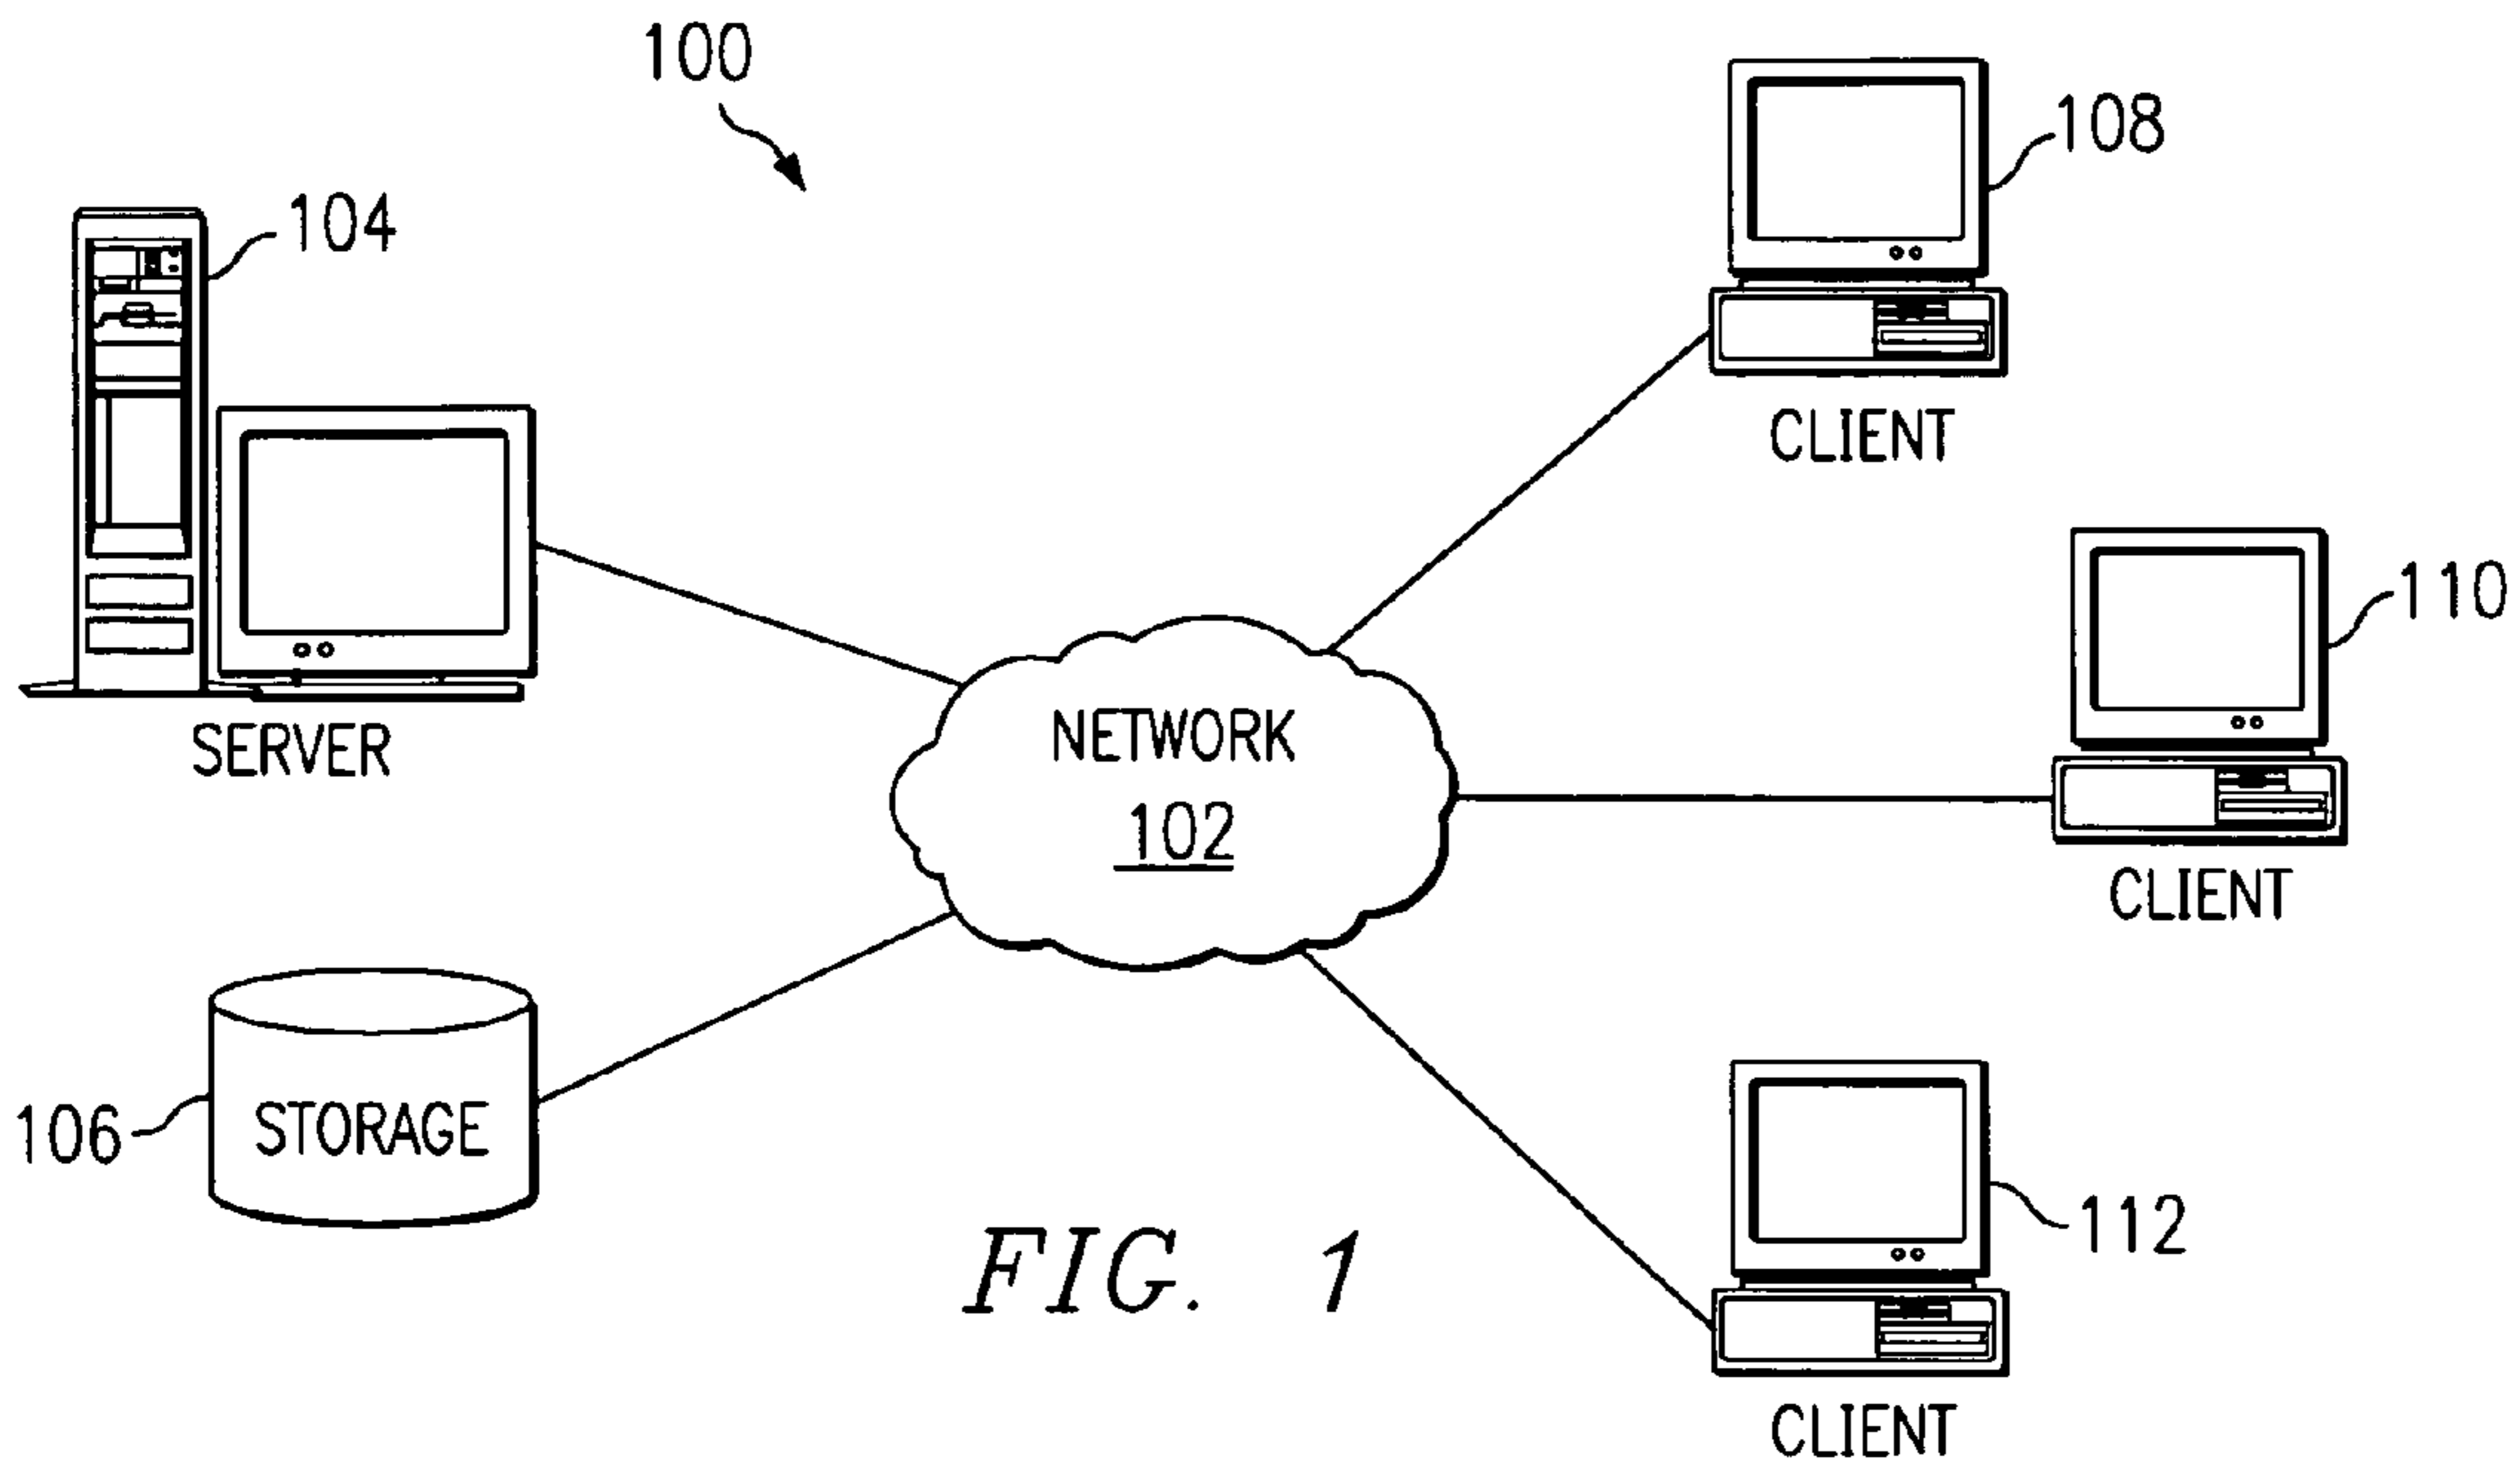 100
108
104
CLIENT
110
SERVER
NETWORK
102
CLIENT
106
STORAGE
112
FIG. 1
CLIENT